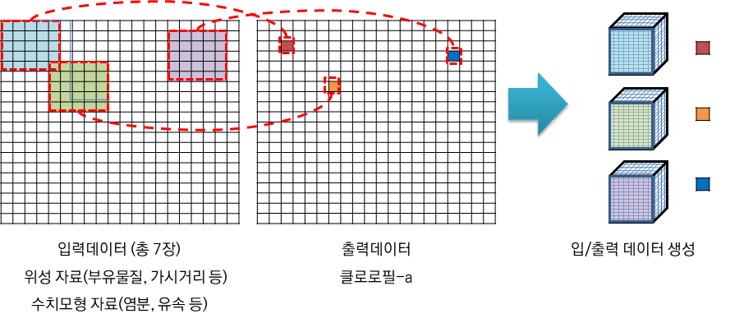 입력데이터 (총 7장)
위성 자료(부유물질, 가시거리 등)
수치모형 자료(염분, 유속 등)
출력데이터
클로로필-a
입/출력 데이터 생성